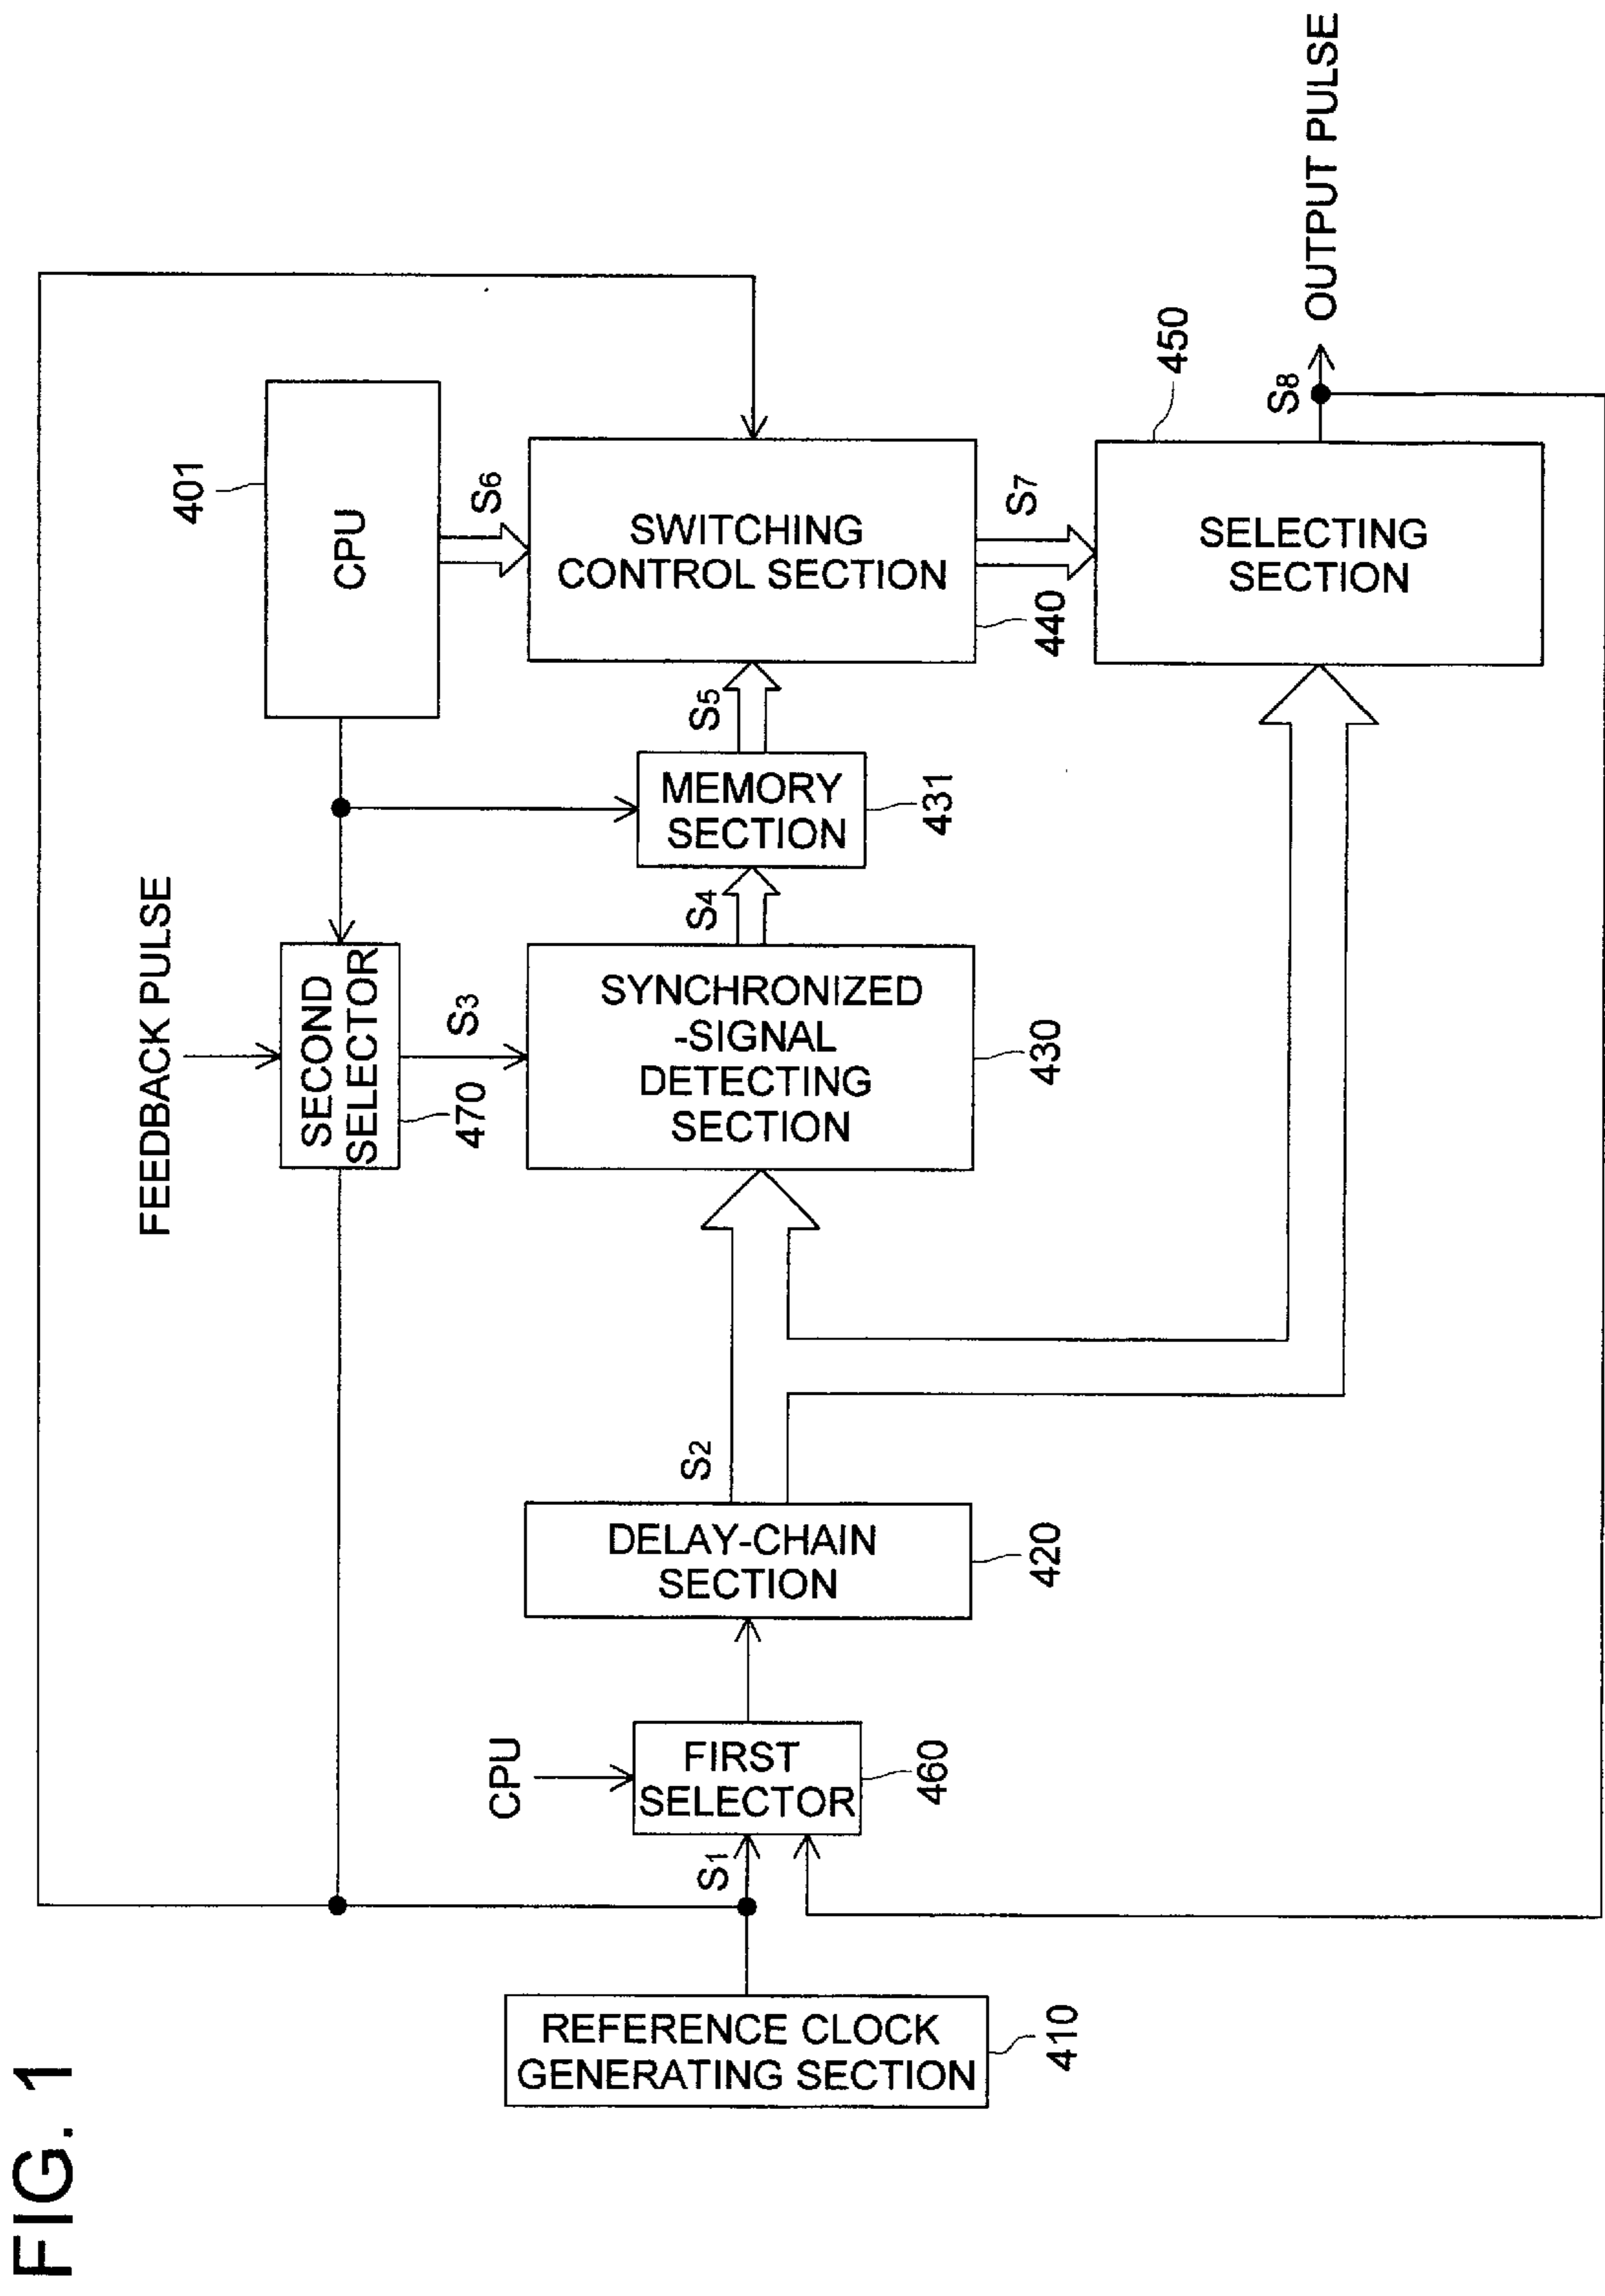 FIG. 1
REFERENCE CLOCK
GENERATING SECTION
410
S1
CPU
FIRST
SELECTOR
460
DELAY-CHAIN
SECTION
420
S2
FEEDBACK PULSE
SECOND
SELECTOR
470
S3
SYNCHRONIZED
-SIGNAL
DETECTING
SECTION
430
S4
MEMORY
SECTION
431
S5
401
CPU
S6
SWITCHING
CONTROL SECTION
440
S7
SELECTING
SECTION
450
S8
OUTPUT PULSE